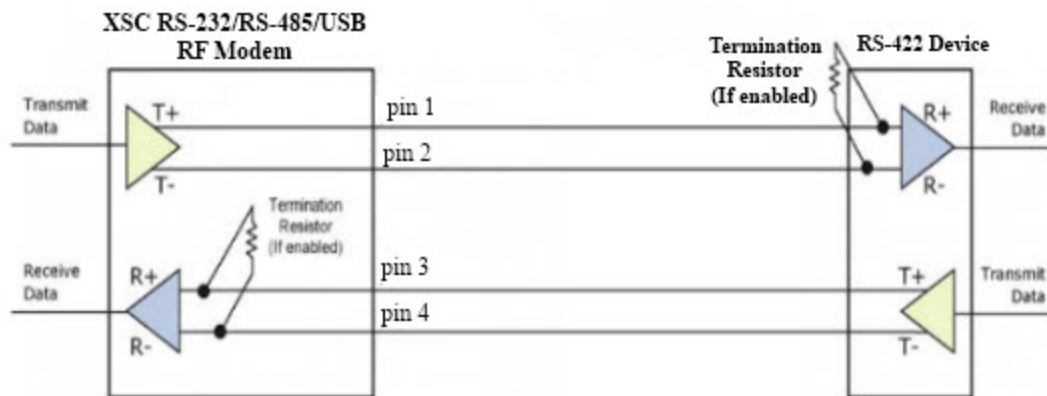 XSC RS-232/RS-485/USB
RF Modem
Termination
Resistor
(If enabled)
RS-422 Device
Transmit
Data
T+
T-
pin 1
pin 2
R+
R-
Receive
Data
Termination
Resistor
(If enabled)
Receive
Data
R+
R-
pin 3
pin 4
T+
T-
Transmit
Data